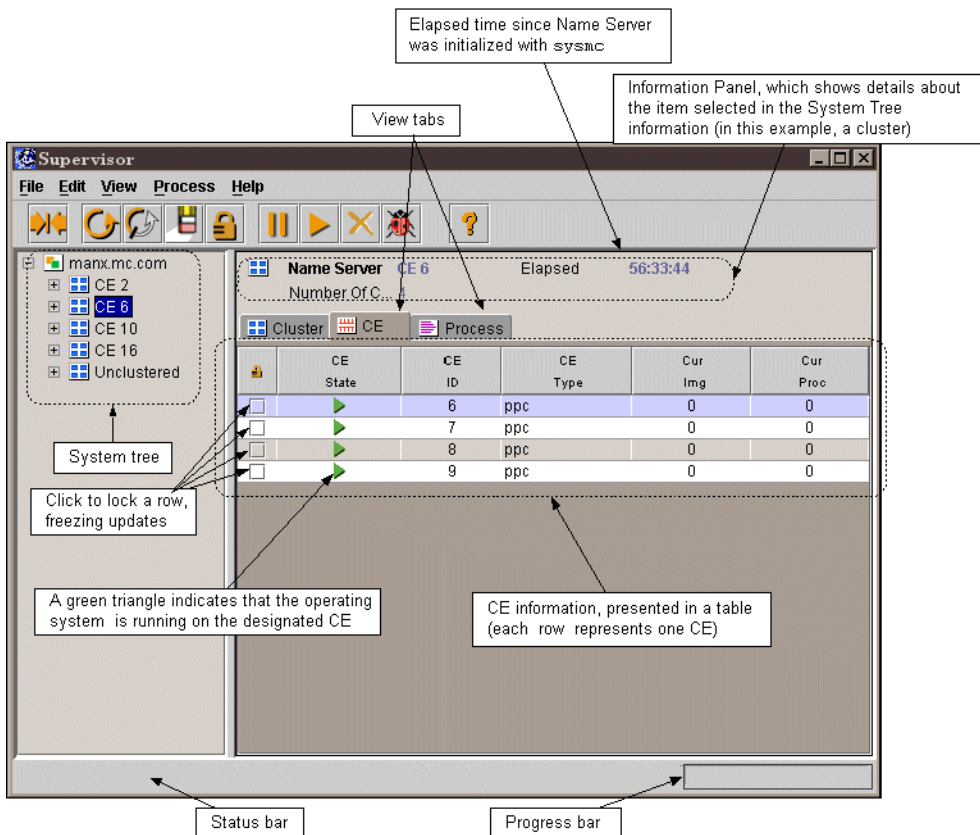 Elapsed time since Name Server
was initialized with sysmc
Information Panel, which shows details about
the item selected in the System Tree
information (in this example, a cluster)
View tabs
Supervisor
File Edit View Process Help
manx.mc.com
CE 2
CE 6
CE 10
CE 16
Unclustered
Name Server CE 6 Elapsed 56:33:44
Number Of C... 4
Cluster CE Process
CE State CE ID CE Type Cur Img Cur Proc
6 ppc 0 0
7 ppc 0 0
8 ppc 0 0
9 ppc 0 0
System tree
Click to lock a row,
freezing updates
A green triangle indicates that the operating
system is running on the designated CE
CE information, presented in a table
(each row represents one CE)
Status bar
Progress bar